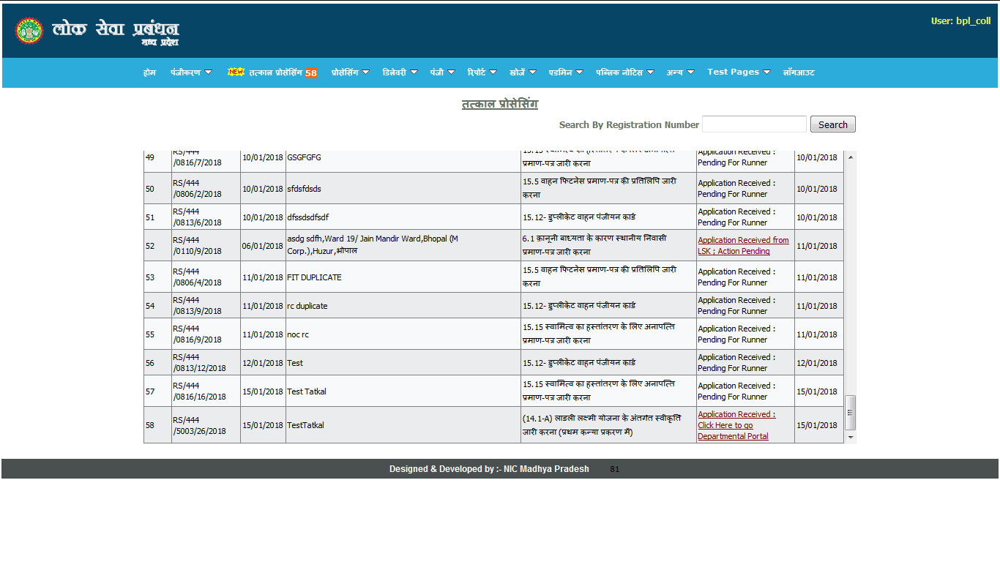 लोक सेवा प्रबंधन
मध्य प्रदेश
User: bpl_coll
होम पंजीकरण NEW तत्काल प्रोसेसिंग 58 प्रोसेसिंग डिलेवरी पंजी रिपोर्ट खोजें एडमिन पब्लिक नोटिस अन्य Test Pages लॉगआउट
तत्काल प्रोसेसिंग
Search By Registration Number Search
49 RS/444 /0816/7/2018 10/01/2018 GSGFGFG 15.15 स्वामित्व का हस्तांतरण के लिए अनापत्ति प्रमाण-पत्र जारी करना Application Received : Pending For Runner 10/01/2018
50 RS/444 /0806/2/2018 10/01/2018 sfdsfdsds 15.5 वाहन फिटनेस प्रमाण-पत्र की प्रतिलिपि जारी करना Application Received : Pending For Runner 10/01/2018
51 RS/444 /0813/6/2018 10/01/2018 dfssdsdfsdf 15.12- डुप्लीकेट वाहन पंजीयन कार्ड Application Received : Pending For Runner 10/01/2018
52 RS/444 /0110/9/2018 06/01/2018 asdg sdfh,Ward 19/ Jain Mandir Ward,Bhopal (M Corp.),Huzur,भोपाल 6.1 क़ानूनी बाध्यता के कारण स्थानीय निवासी प्रमाण-पत्र जारी करना Application Received from LSK ; Action Pending 11/01/2018
53 RS/444 /0806/4/2018 11/01/2018 FIT DUPLICATE 15.5 वाहन फिटनेस प्रमाण-पत्र की प्रतिलिपि जारी करना Application Received : Pending For Runner 11/01/2018
54 RS/444 /0813/9/2018 11/01/2018 rc duplicate 15.12- डुप्लीकेट वाहन पंजीयन कार्ड Application Received : Pending For Runner 11/01/2018
55 RS/444 /0816/9/2018 11/01/2018 noc rc 15.15 स्वामित्व का हस्तांतरण के लिए अनापत्ति प्रमाण-पत्र जारी करना Application Received : Pending For Runner 11/01/2018
56 RS/444 /0813/12/2018 12/01/2018 Test 15.12- डुप्लीकेट वाहन पंजीयन कार्ड Application Received : Pending For Runner 12/01/2018
57 RS/444 /0816/16/2018 15/01/2018 Test Tatkal 15.15 स्वामित्व का हस्तांतरण के लिए अनापत्ति प्रमाण-पत्र जारी करना Application Received : Pending For Runner 15/01/2018
58 RS/444 /5003/26/2018 15/01/2018 TestTatkal (14.1-A) लाडली लक्ष्मी योजना के अंतर्गत स्वीकृति जारी करना (प्रथम कन्या प्रकरण में) Application Received : Click Here to go Departmental Portal 15/01/2018
Designed & Developed by :- NIC Madhya Pradesh 81